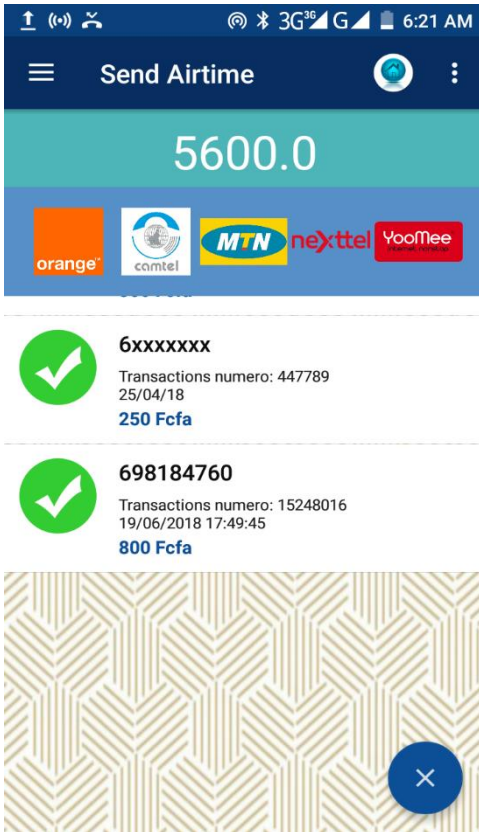 3G 3G G 6:21 AM
Send Airtime
5600.0
orange
camtel
MTN
nexttel
YooMee
6xxxxxxx
Transactions numero: 447789
25/04/18
250 Fcfa
698184760
Transactions numero: 15248016
19/06/2018 17:49:45
800 Fcfa